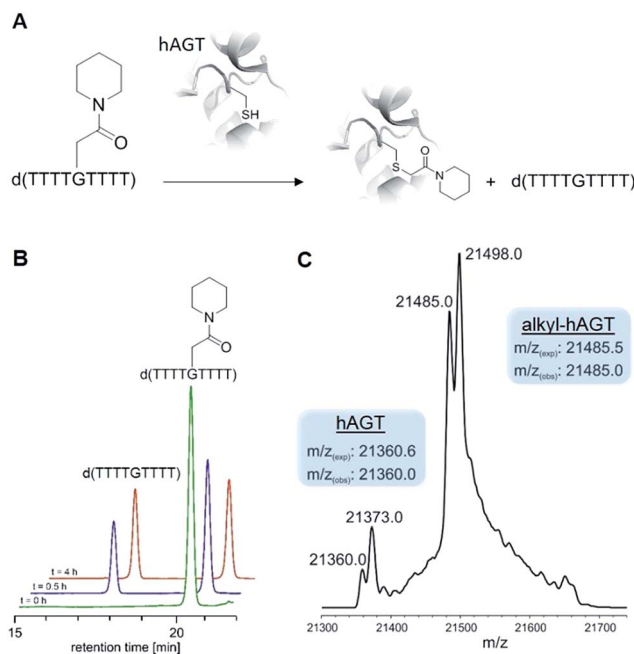 A
hAGT
N
O
SH
d(TTTTGTTTT)
S
O
N
+ d(TTTTGTTTT)
B
N
O
d(TTTTGTTTT)
d(TTTTGTTTT)
t = 4 h
t = 0.5 h
t = 0h
15 20
retention time [min]
C
21498.0
21485.0
alkyl-hAGT
m/z(exp): 21485.5
m/z(obs): 21485.0
hAGT
m/z(exp): 21360.6
m/z(obs): 21360.0
21373.0
21360.0
21300 21400 21500 21600 21700
m/z